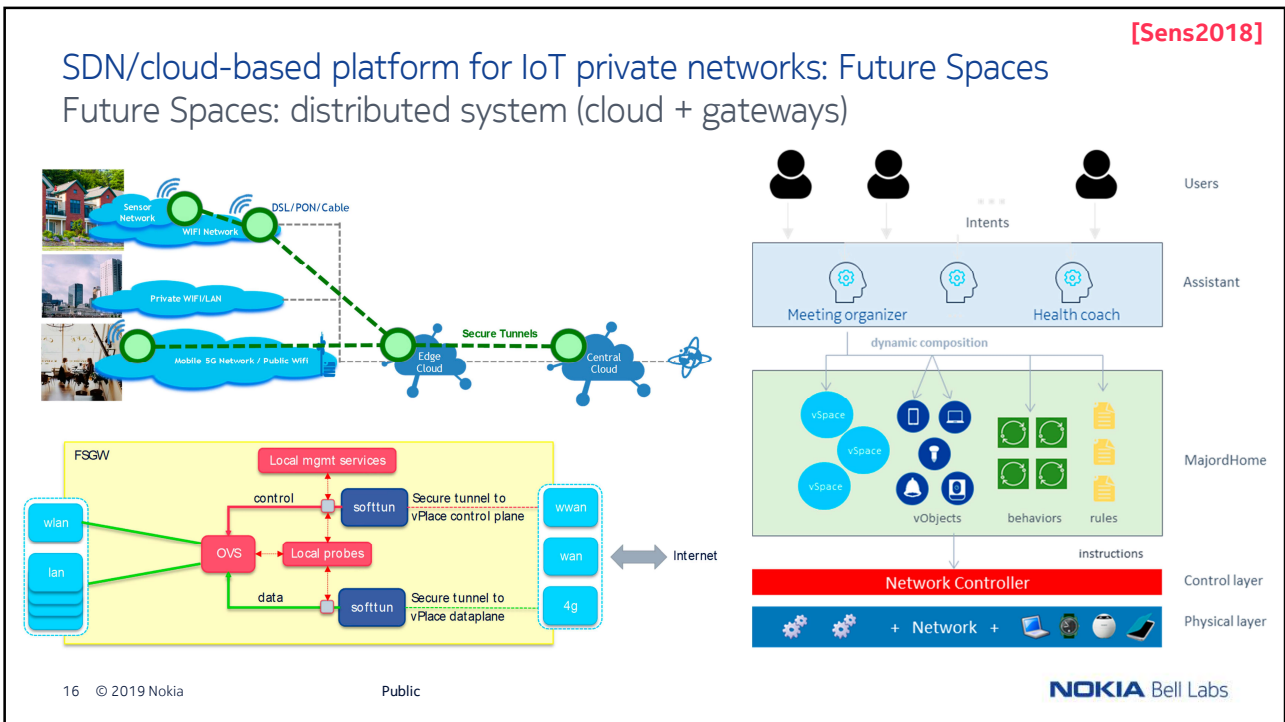 [Sens2018]
SDN/cloud-based platform for IoT private networks: Future Spaces
Future Spaces: distributed system (cloud + gateways)
Sensor
Network
WIFI Network
DSL/PON/Cable
Private WIFI/LAN
Mobile 5G Network / Public Wifi
Secure Tunnels
Edge
Cloud
Central
Cloud
FSGW
Local mgmt services
control
softtun
Secure tunnel to
vPlace control plane
wlan
lan
OVS
Local probes
data
softtun
Secure tunnel to
vPlace dataplane
wwan
wan
4g
Internet
Users
...
Intents
Assistant
Meeting organizer
Health coach
dynamic composition
vSpace
vSpace
vSpace
vObjects
behaviors
rules
MajordHome
instructions
Network Controller
Control layer
+ Network +
Physical layer
16 © 2019 Nokia
Public
NOKIA Bell Labs